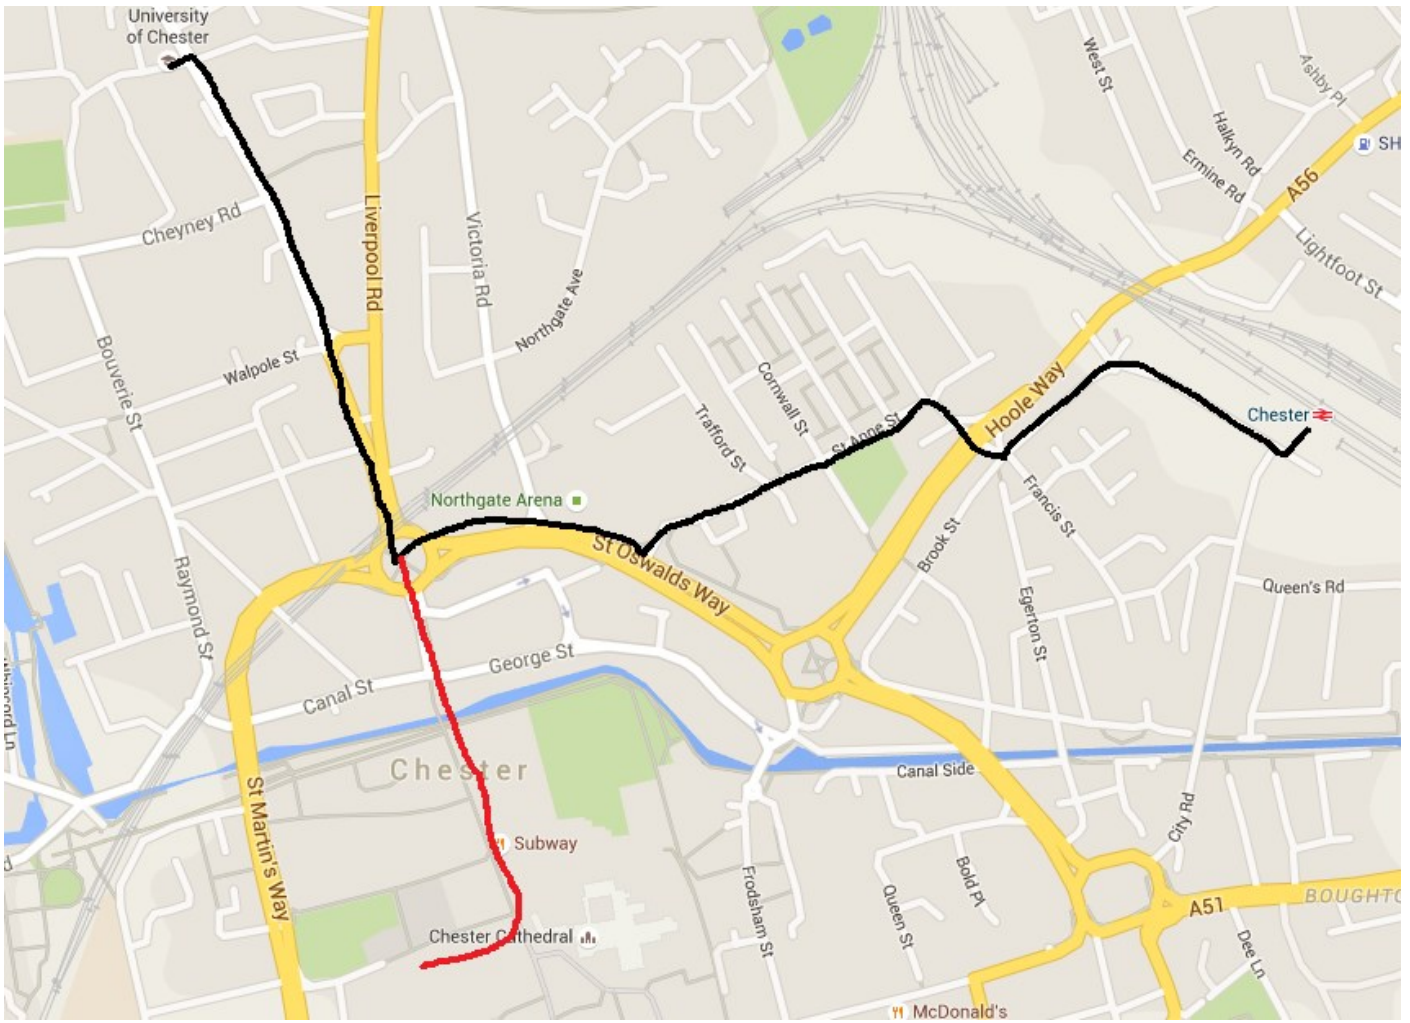 University
of Chester
West St
Ashby Pl
Halkyn Rd
SH
Ermine Rd
A56
Cheyney Rd
Liverpool Rd
Victoria Rd
Lightfoot St
Northgate Ave
Bouverie St
Walpole St
Cornwall St
Hoole Way
Trafford St
St Anne St
Chester
Northgate Arena
Francis St
Brook St
St Oswalds Way
Raymond St
Egerton St
Queen's Rd
George St
Canal St
Whipcord Ln
Chester
Canal Side
St Martin's Way
City Rd
Subway
Frodsham St
Queen St
Bold Pl
A51
BOUGHTO
Chester Cathedral
Dee Ln
McDonald's